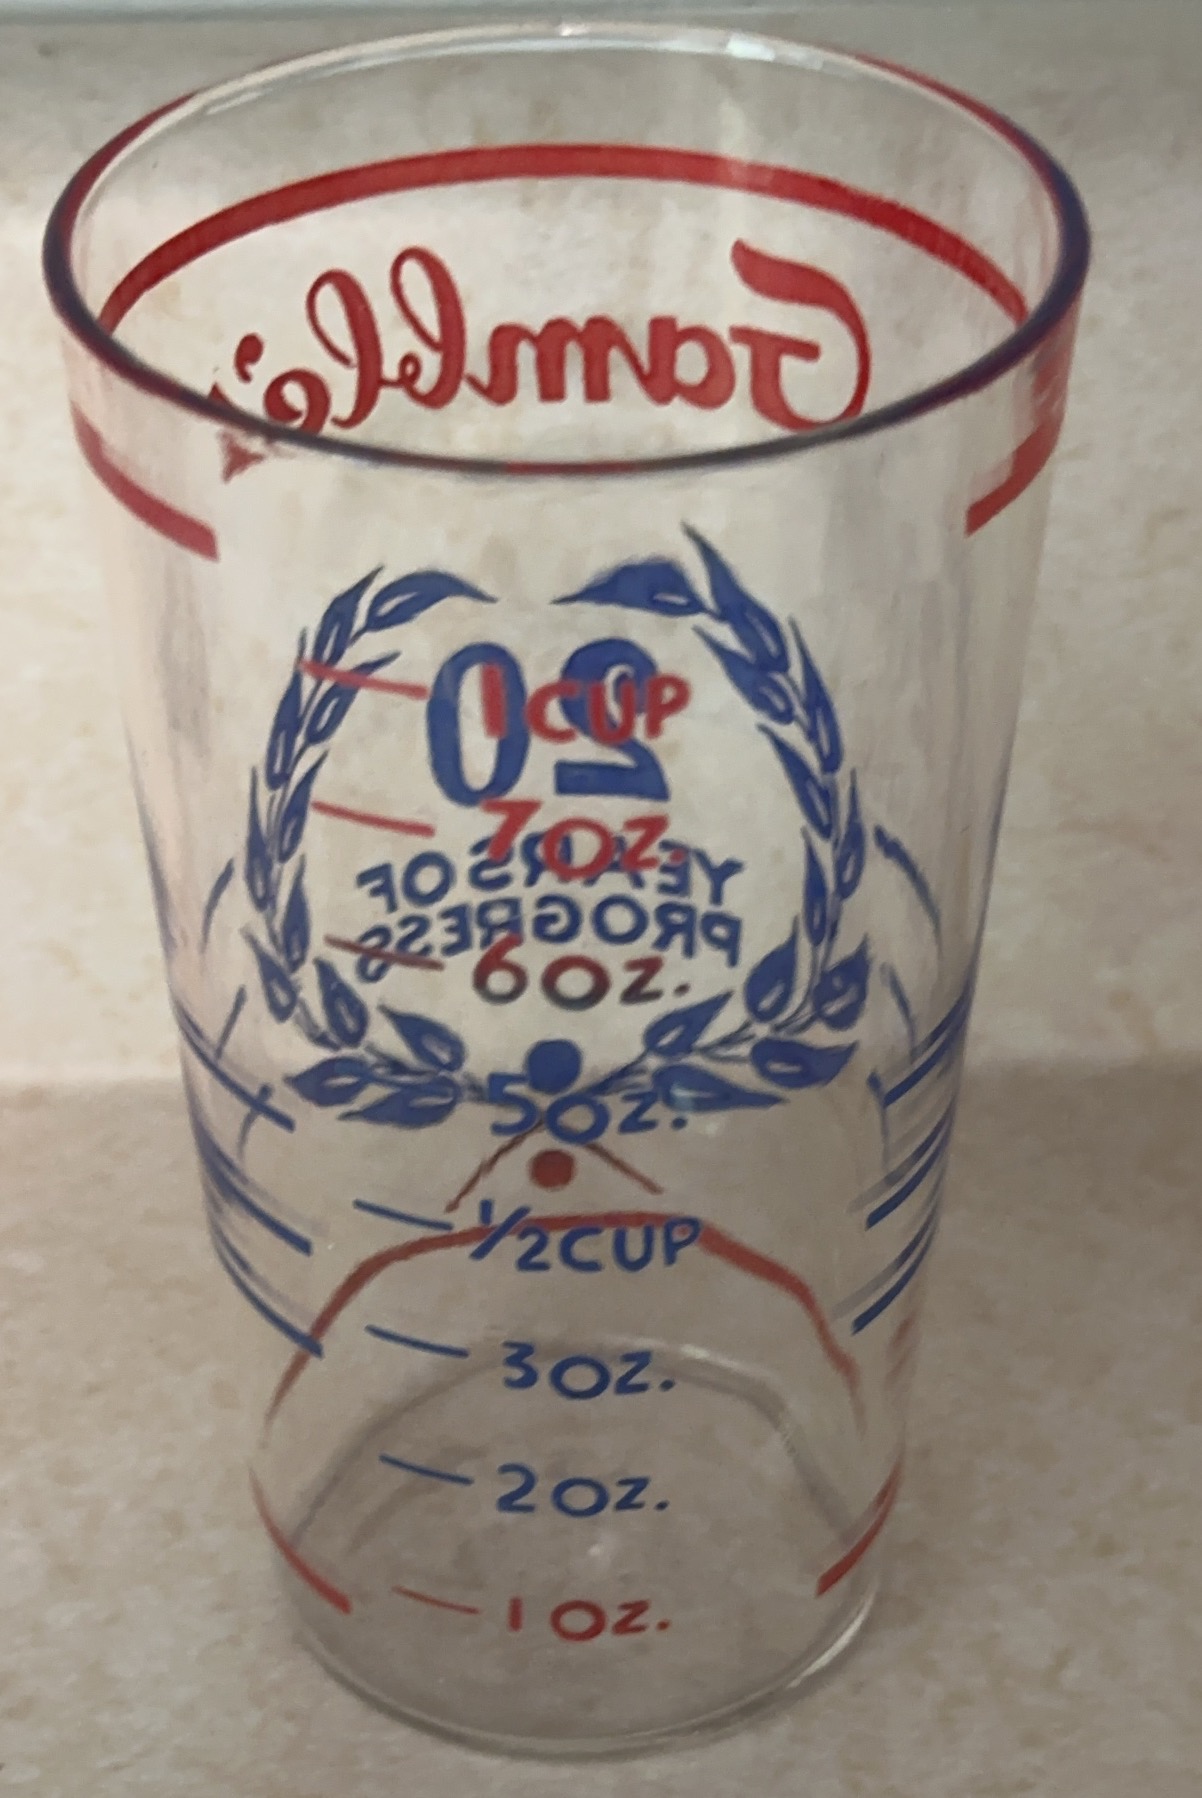 Gamble's
20
1 CUP
7 OZ.
YEARS OF
PROGRESS
6 OZ.
5 OZ.
1/2 CUP
3 OZ.
2 OZ.
1 OZ.